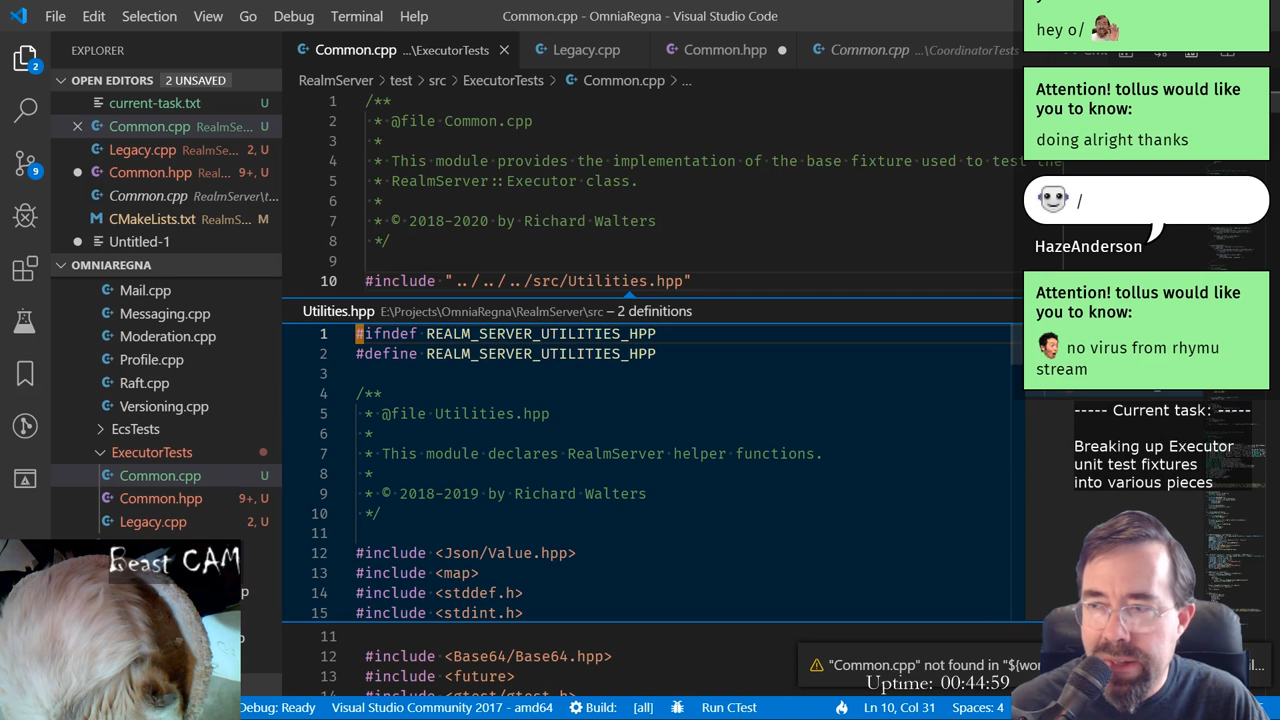 File Edit Selection View Go Debug Terminal Help
Common.cpp - OmniaRegna - Visual Studio Code
EXPLORER
OPEN EDITORS 2 UNSAVED
current-task.txt U
Common.cpp RealmSe... U
Legacy.cpp RealmSe... 2, U
Common.hpp Real... 9+, U
Common.cpp RealmServer\t...
CMakeLists.txt RealmS... M
Untitled-1
OMNIAREGNA
Mail.cpp
Messaging.cpp
Moderation.cpp
Profile.cpp
Raft.cpp
Versioning.cpp
EcsTests
ExecutorTests
Common.cpp U
Common.hpp 9+, U
Legacy.cpp 2, U
2
9
Common.cpp ...\ExecutorTests
Legacy.cpp
Common.hpp
Common.cpp ...\CoordinatorTests
RealmServer > test > src > ExecutorTests > Common.cpp > ...
1 /**
2 * @file Common.cpp
3 *
4 * This module provides the implementation of the base fixture used to test the
5 * RealmServer::Executor class.
6 *
7 * © 2018-2020 by Richard Walters
8 */
9
10 #include "../../../src/Utilities.hpp"
Utilities.hpp E:\Projects\OmniaRegna\RealmServer\src – 2 definitions
1 #ifndef REALM_SERVER_UTILITIES_HPP
2 #define REALM_SERVER_UTILITIES_HPP
3
4 /**
5 * @file Utilities.hpp
6 *
7 * This module declares RealmServer helper functions.
8 *
9 * © 2018-2019 by Richard Walters
10 */
11
12 #include <Json/Value.hpp>
13 #include <map>
14 #include <stddef.h>
15 #include <stdint.h>
11
12 #include <Base64/Base64.hpp>
13 #include <future>
14 #include <gtest/gtest.h>
hey o/
Attention! tollus would like
you to know:
doing alright thanks
/
HazeAnderson
Attention! tollus would like
you to know:
no virus from rhymu
stream
----- Current task: -----
Breaking up Executor
unit test fixtures
into various pieces
Beast CAM
"Common.cpp" not found in "${wor
Uptime: 00:44:59
Debug: Ready Visual Studio Community 2017 - amd64 Build: [all] Run CTest Ln 10, Col 31 Spaces: 4